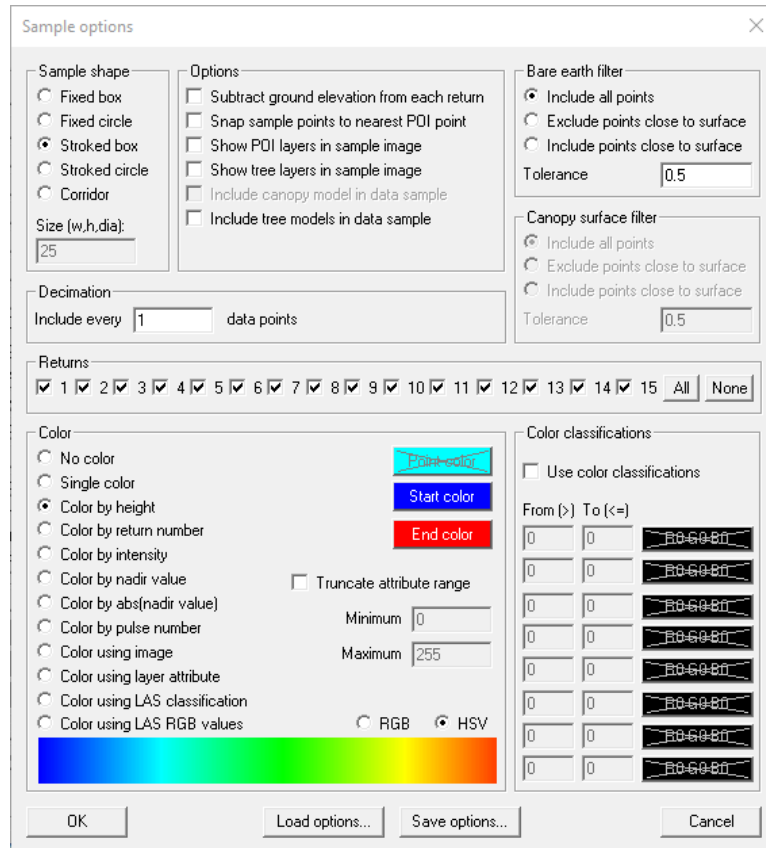 Sample options
Sample shape
Fixed box
Fixed circle
Stroked box
Stroked circle
Corridor
Size (w,h,dia):
25
Options
Subtract ground elevation from each return
Snap sample points to nearest POI point
Show POI layers in sample image
Show tree layers in sample image
Include canopy model in data sample
Include tree models in data sample
Bare earth filter
Include all points
Exclude points close to surface
Include points close to surface
Tolerance 0.5
Canopy surface filter
Include all points
Exclude points close to surface
Include points close to surface
Tolerance 0.5
Decimation
Include every 1 data points
Returns
1 2 3 4 5 6 7 8 9 10 11 12 13 14 15 All None
Color
No color
Single color
Color by height
Color by return number
Color by intensity
Color by nadir value
Color by abs(nadir value)
Color by pulse number
Color using image
Color using layer attribute
Color using LAS classification
Color using LAS RGB values
Point color
Start color
End color
Truncate attribute range
Minimum 0
Maximum 255
RGB HSV
Color classifications
Use color classifications
From (>) To (<=)
0 0 R0 G0 B0
0 0 R0 G0 B0
0 0 R0 G0 B0
0 0 R0 G0 B0
0 0 R0 G0 B0
0 0 R0 G0 B0
0 0 R0 G0 B0
0 0 R0 G0 B0
OK Load options... Save options... Cancel